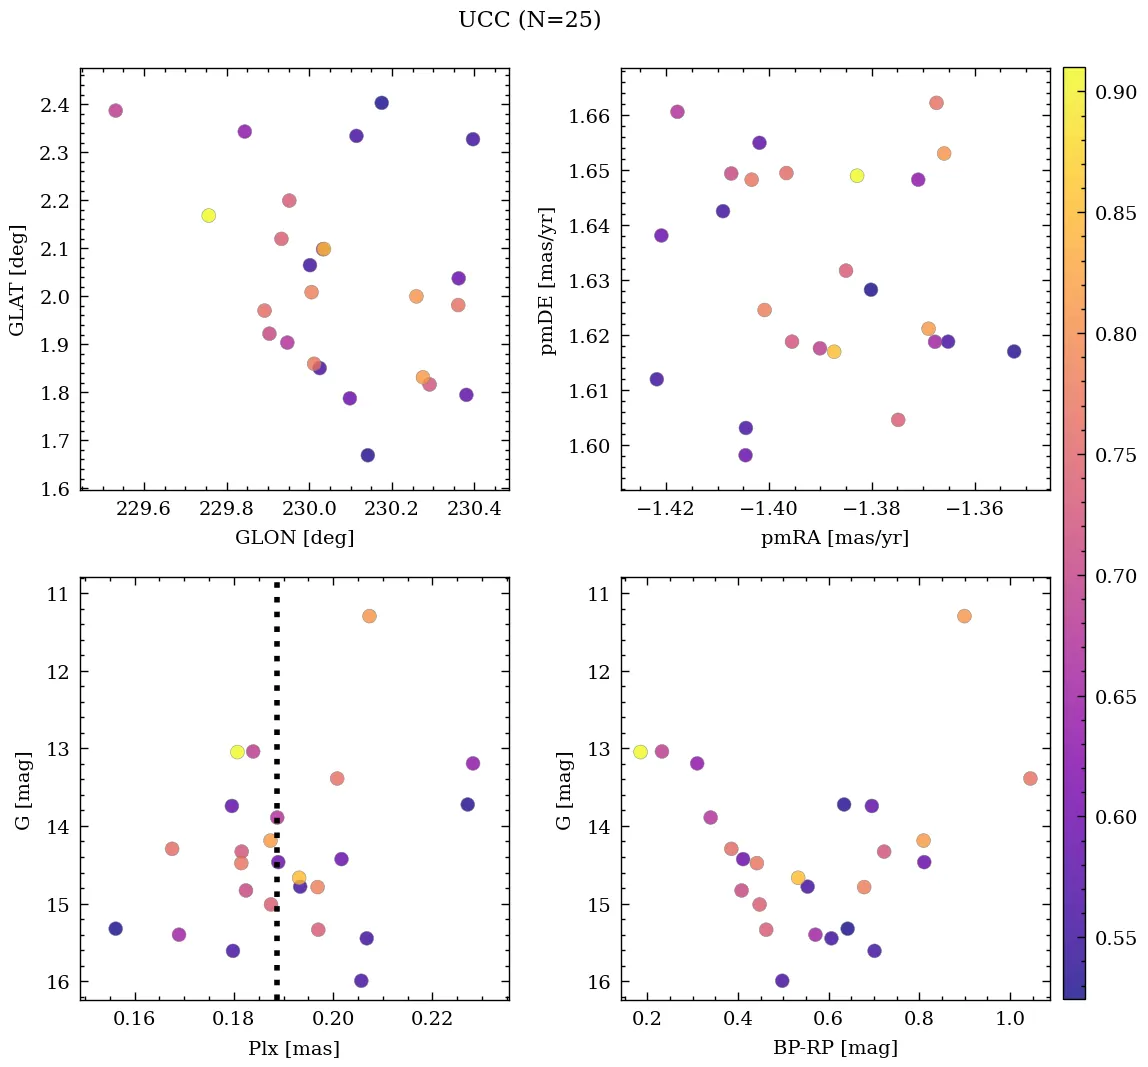 UCC (N=25)
2.4
2.3
2.2
2.1
2.0
1.9
1.8
1.7
1.6
GLAT [deg]
229.6 229.8 230.0 230.2 230.4
GLON [deg]
1.66
1.65
1.64
1.63
1.62
1.61
1.60
pmDE [mas/yr]
−1.42 −1.40 −1.38 −1.36
pmRA [mas/yr]
11
12
13
14
15
16
G [mag]
0.16 0.18 0.20 0.22
Plx [mas]
11
12
13
14
15
16
G [mag]
0.2 0.4 0.6 0.8 1.0
BP-RP [mag]
0.90
0.85
0.80
0.75
0.70
0.65
0.60
0.55